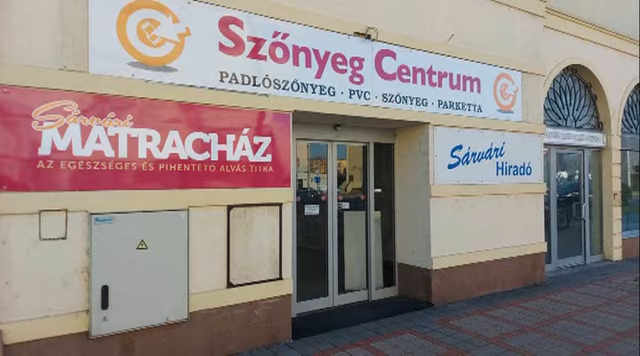 Szőnyeg Centrum
PADLÓSZŐNYEG · PVC · SZŐNYEG · PARKETTA
Sárvári
MATRACHÁZ
AZ EGÉSZSÉGES ÉS PIHENTETŐ ALVÁS TITKA
Sárvári
Híradó